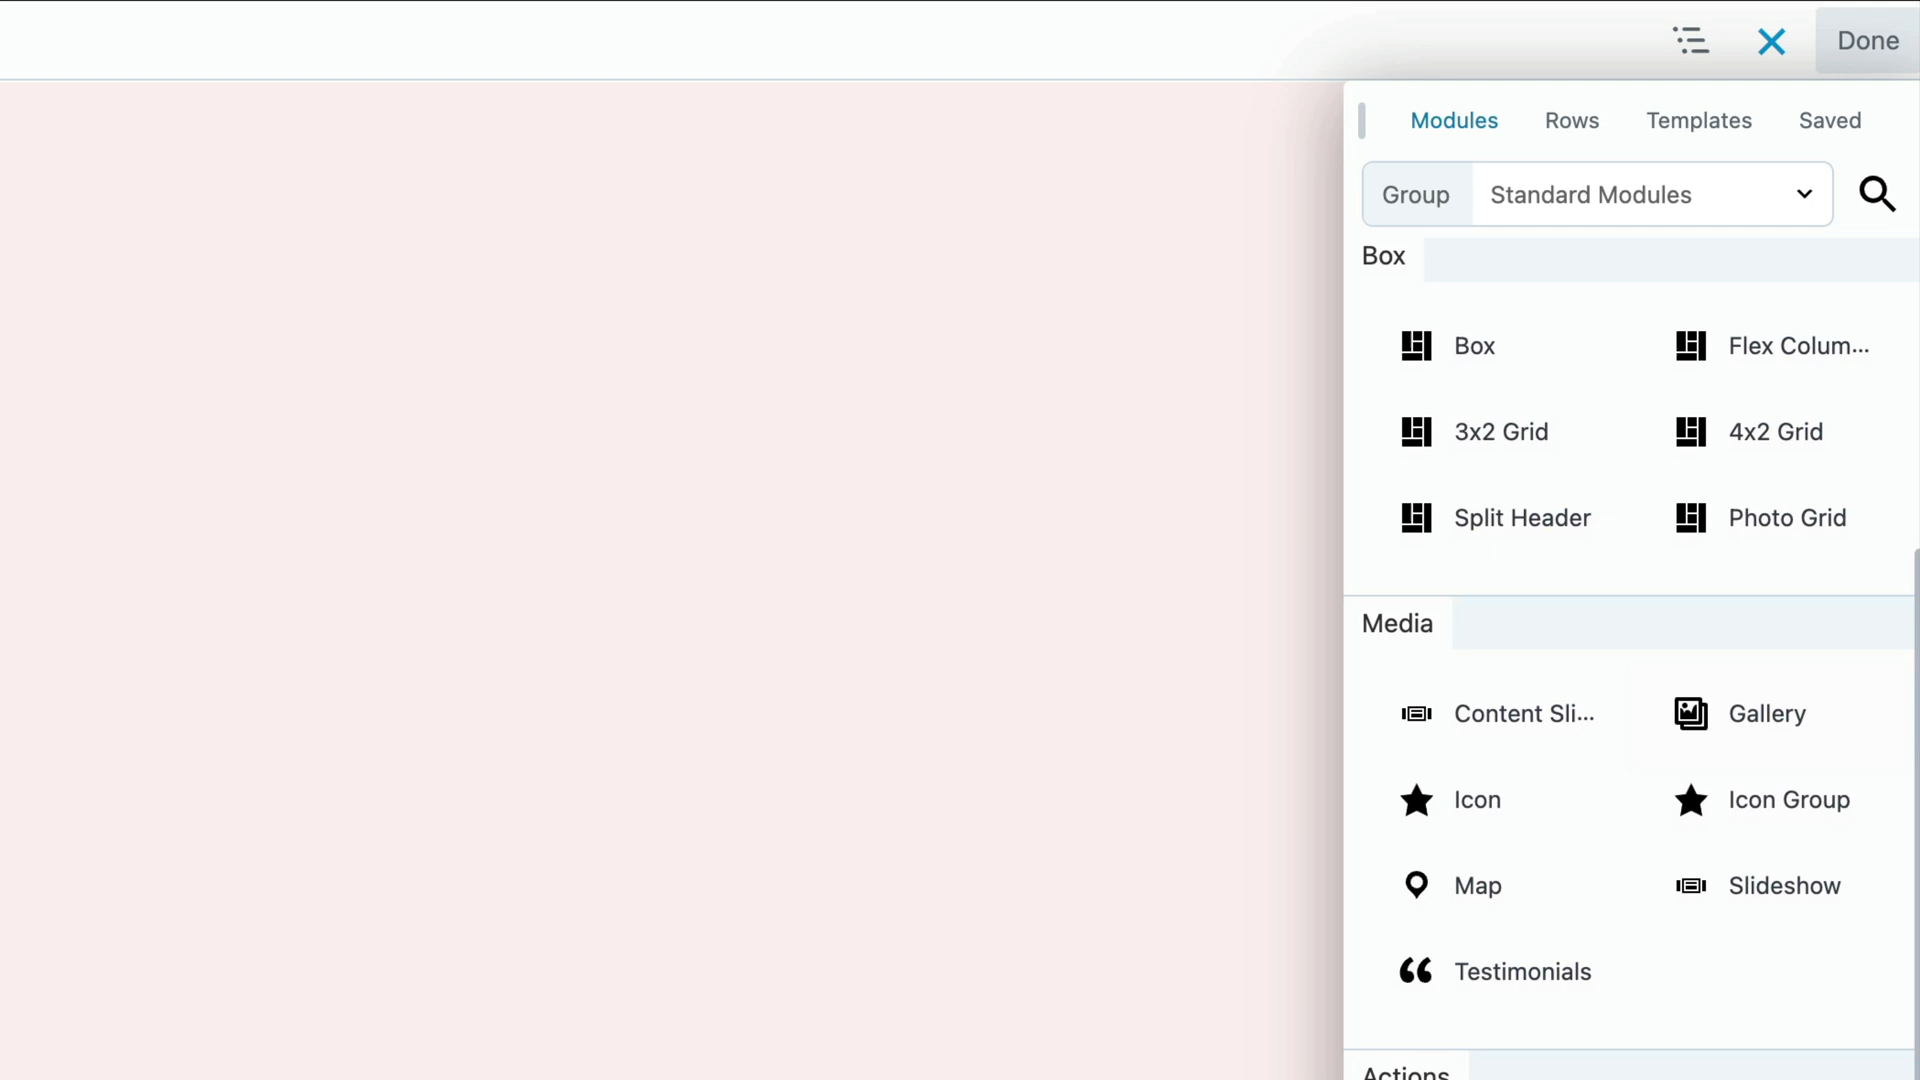 Done
Modules Rows Templates Saved
Group Standard Modules
Box
Box Flex Colum...
3x2 Grid 4x2 Grid
Split Header Photo Grid
Media
Content Sli... Gallery
Icon Icon Group
Map Slideshow
Testimonials
Actions